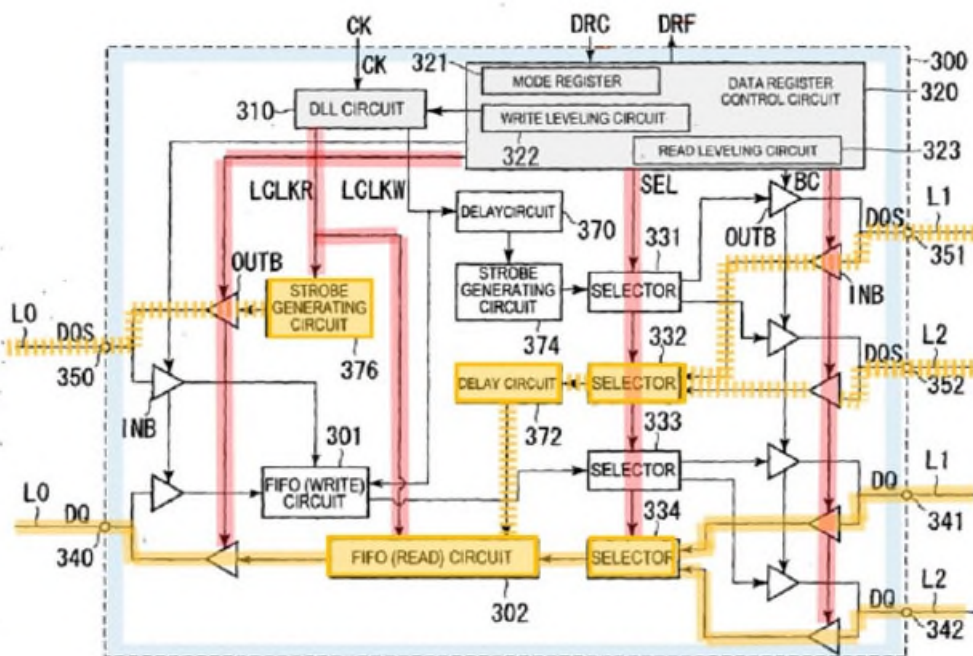 CK
DRC
DRF
CK
321
MODE REGISTER
DATA REGISTER
CONTROL CIRCUIT
300
310
DLL CIRCUIT
WRITE LEVELING CIRCUIT
320
322
READ LEVELING CIRCUIT
323
LCLKR
LCLKW
SEL
BC
DELAYCIRCUIT
370
331
OUTB
DQS
L1
351
OUTB
STROBE
GENERATING
CIRCUIT
376
STROBE
GENERATING
CIRCUIT
374
SELECTOR
INB
L0
DQS
350
332
DQS
L2
352
DELAY CIRCUIT
372
SELECTOR
INB
301
FIFO (WRITE)
CIRCUIT
333
SELECTOR
L1
DQ
341
L0
DQ
340
334
FIFO (READ) CIRCUIT
302
SELECTOR
DQ
L2
342